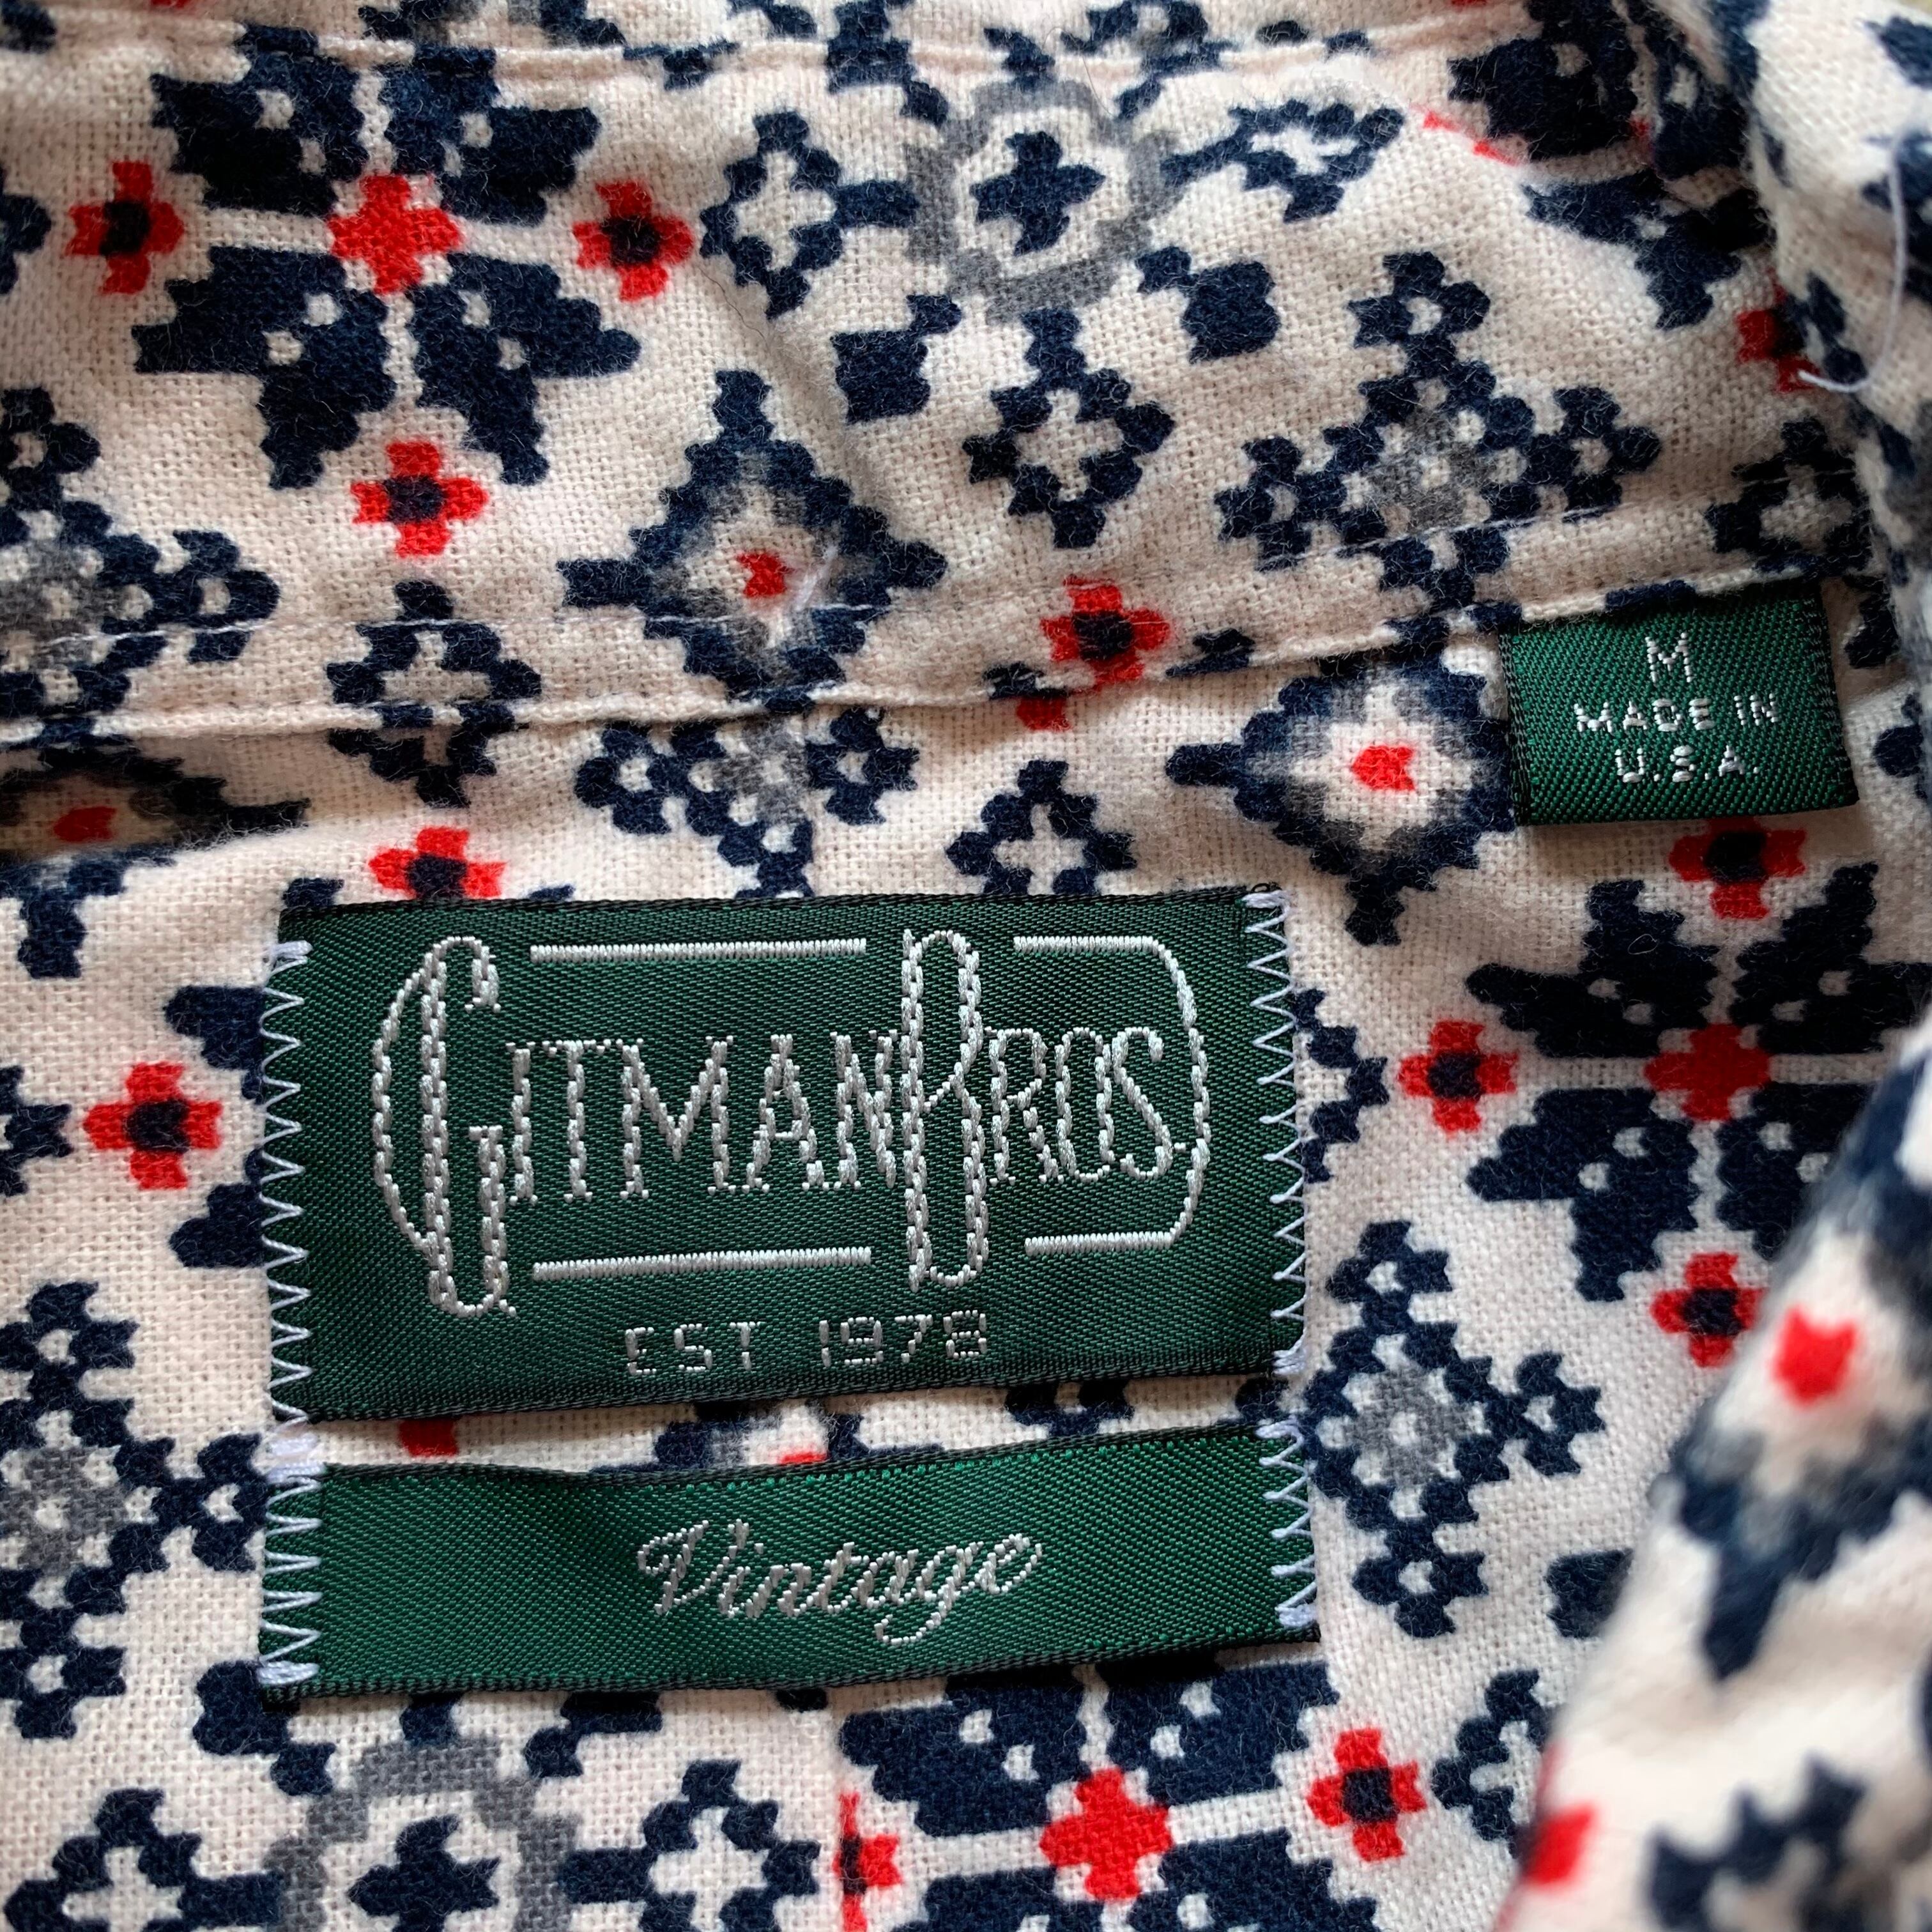 M
MADE IN
U.S.A.
GITMAN BROS.
EST 1978
Vintage